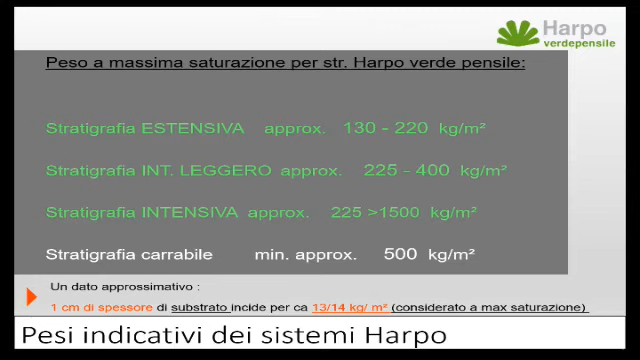 Harpo
verdepensile
Peso a massima saturazione per str. Harpo verde pensile:
Stratigrafia ESTENSIVA approx. 130 - 220 kg/m²
Stratigrafia INT. LEGGERO approx. 225 - 400 kg/m²
Stratigrafia INTENSIVA approx. 225 >1500 kg/m²
Stratigrafia carrabile min. approx. 500 kg/m²
Un dato approssimativo :
1 cm di spessore di substrato incide per ca 13/14 kg/ m² (considerato a max saturazione)
Pesi indicativi dei sistemi Harpo